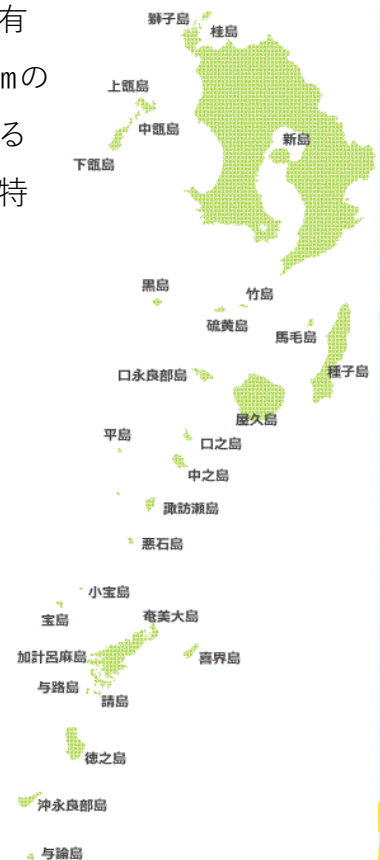 有
mの
る
特
獅子島
桂島
上甑島
中甑島
下甑島
新島
黒島
竹島
硫黄島
馬毛島
種子島
口永良部島
屋久島
平島
口之島
中之島
諏訪瀬島
悪石島
小宝島
宝島
奄美大島
加計呂麻島
喜界島
与路島
請島
徳之島
沖永良部島
与論島